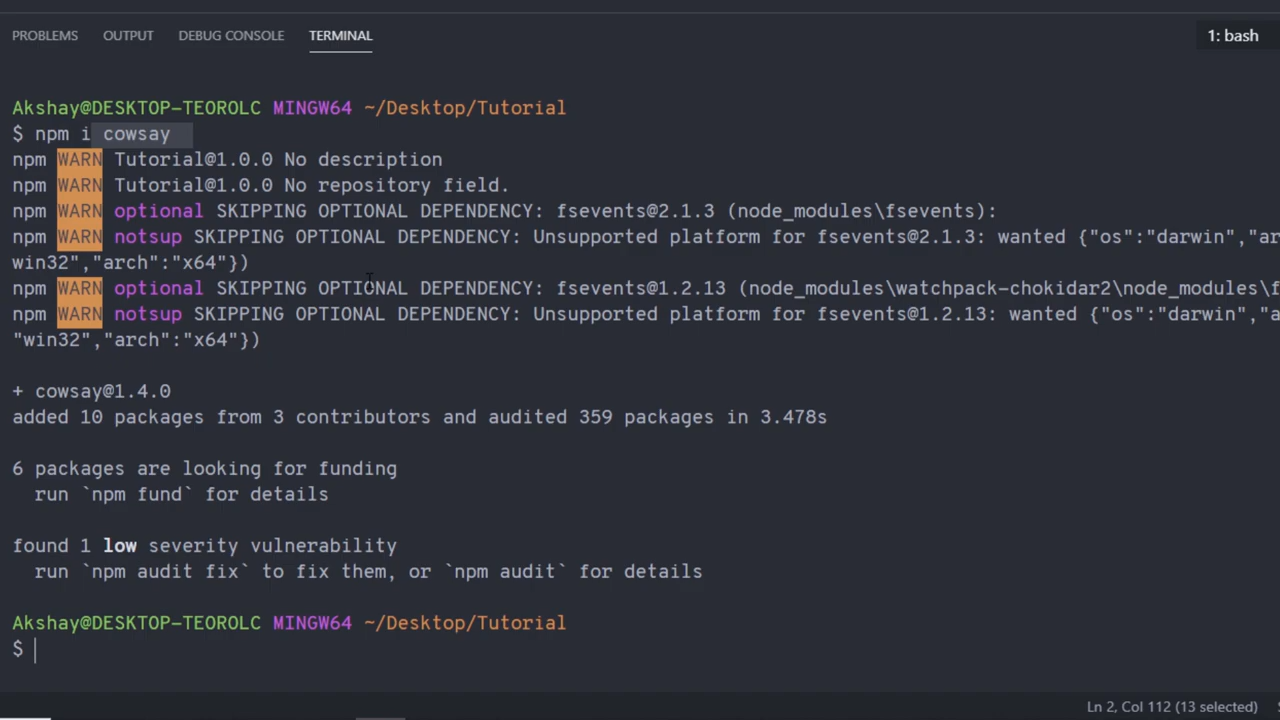 PROBLEMS OUTPUT DEBUG CONSOLE TERMINAL 1: bash
Akshay@DESKTOP-TEOROLC MINGW64 ~/Desktop/Tutorial
$ npm i cowsay
npm WARN Tutorial@1.0.0 No description
npm WARN Tutorial@1.0.0 No repository field.
npm WARN optional SKIPPING OPTIONAL DEPENDENCY: fsevents@2.1.3 (node_modules\fsevents):
npm WARN notsup SKIPPING OPTIONAL DEPENDENCY: Unsupported platform for fsevents@2.1.3: wanted {"os":"darwin","ar
win32","arch":"x64"})
npm WARN optional SKIPPING OPTIONAL DEPENDENCY: fsevents@1.2.13 (node_modules\watchpack-chokidar2\node_modules\f
npm WARN notsup SKIPPING OPTIONAL DEPENDENCY: Unsupported platform for fsevents@1.2.13: wanted {"os":"darwin","a
"win32","arch":"x64"})
+ cowsay@1.4.0
added 10 packages from 3 contributors and audited 359 packages in 3.478s
6 packages are looking for funding
run `npm fund` for details
found 1 low severity vulnerability
run `npm audit fix` to fix them, or `npm audit` for details
Akshay@DESKTOP-TEOROLC MINGW64 ~/Desktop/Tutorial
$
Ln 2, Col 112 (13 selected)